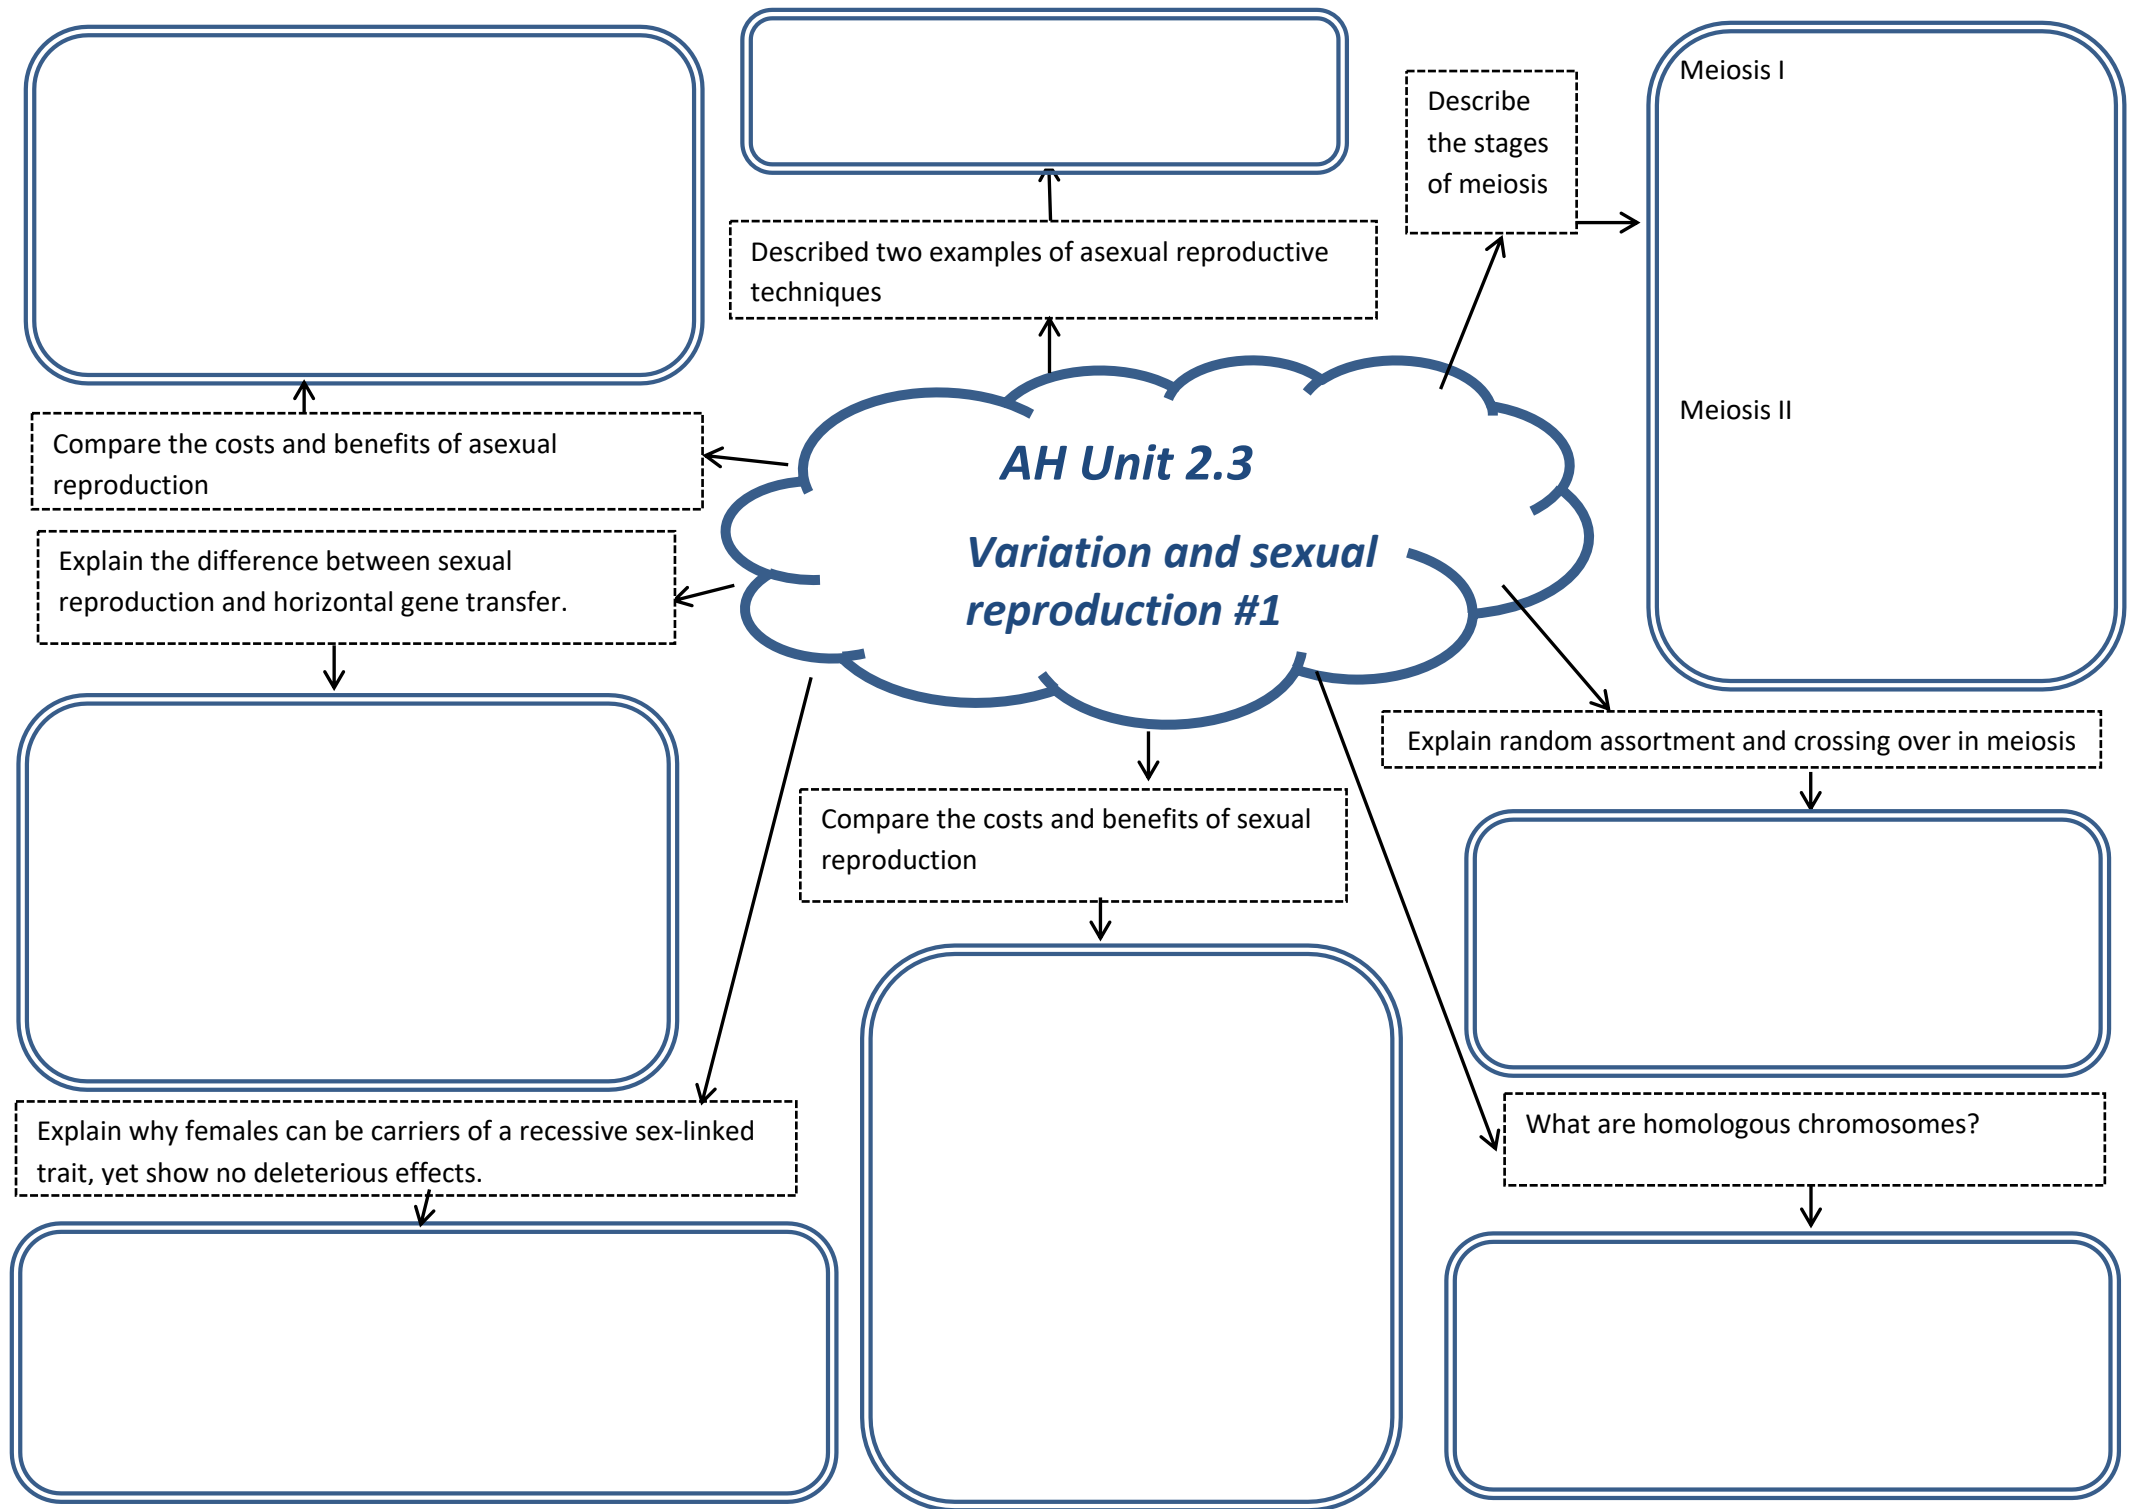 Described two examples of asexual reproductive
techniques
Describe
the stages
of meiosis
Meiosis I
Meiosis II
Compare the costs and benefits of asexual
reproduction
AH Unit 2.3
Variation and sexual
reproduction #1
Explain the difference between sexual
reproduction and horizontal gene transfer.
Explain random assortment and crossing over in meiosis
Compare the costs and benefits of sexual
reproduction
Explain why females can be carriers of a recessive sex-linked
trait, yet show no deleterious effects.
What are homologous chromosomes?